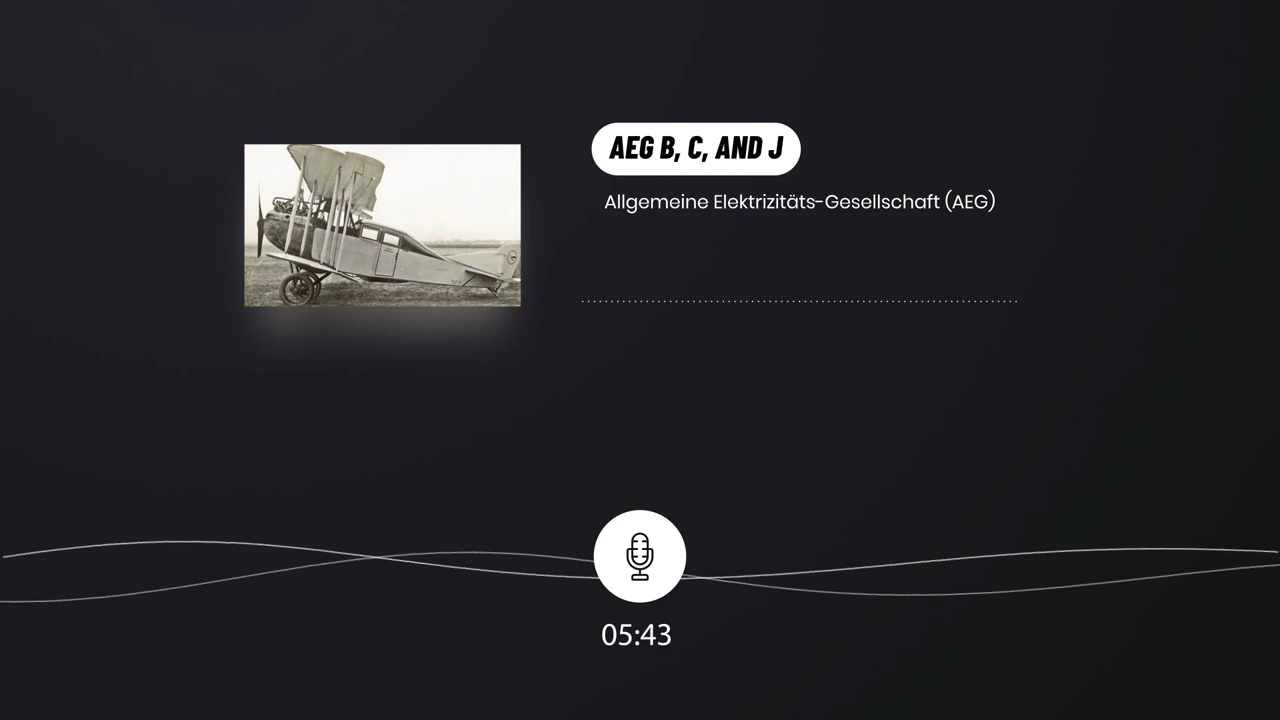 AEG B, C, AND J
Allgemeine Elektrizitäts-Gesellschaft (AEG)
05:43